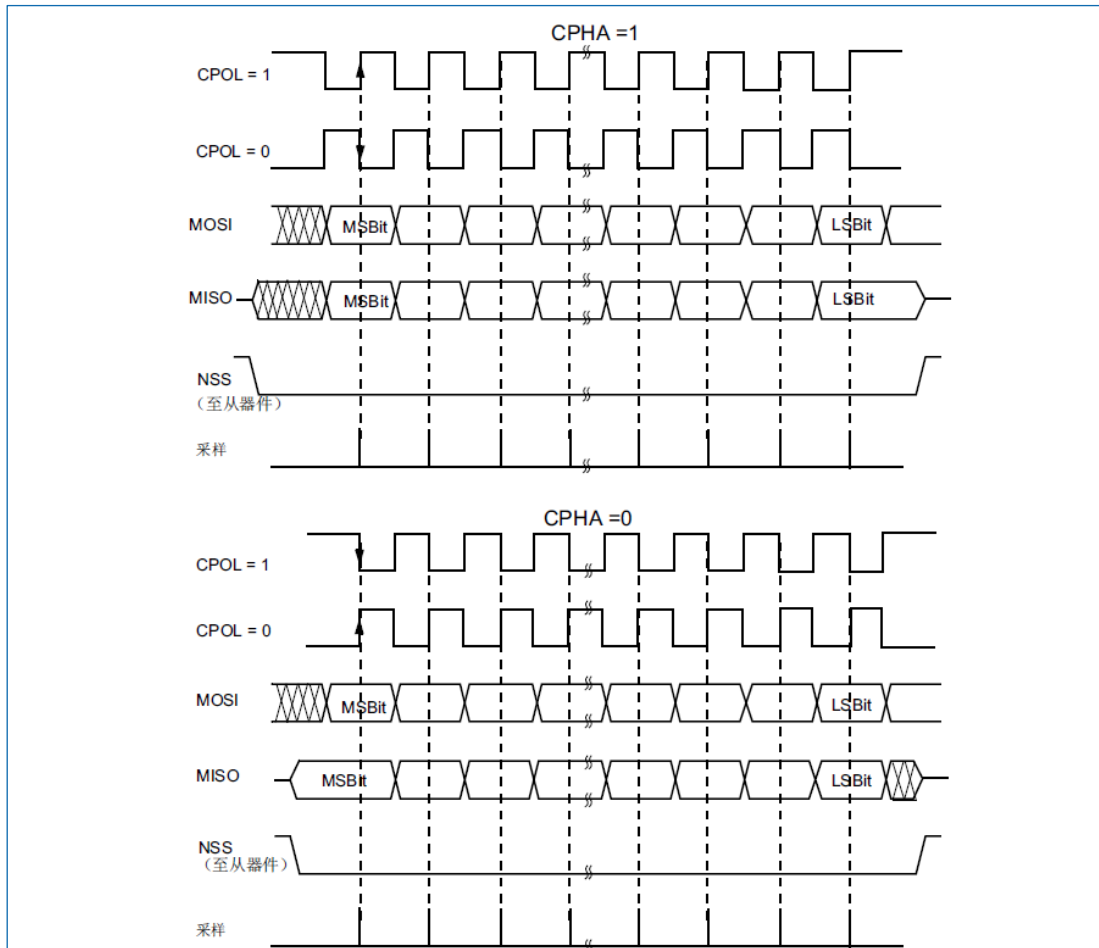 CPHA =1
CPOL = 1
CPOL = 0
MOSI MSBit LSBit
MISO MSBit LSBit
NSS
（至从器件）
采样
CPHA =0
CPOL = 1
CPOL = 0
MOSI MSBit LSBit
MISO MSBit LSBit
NSS
（至从器件）
采样